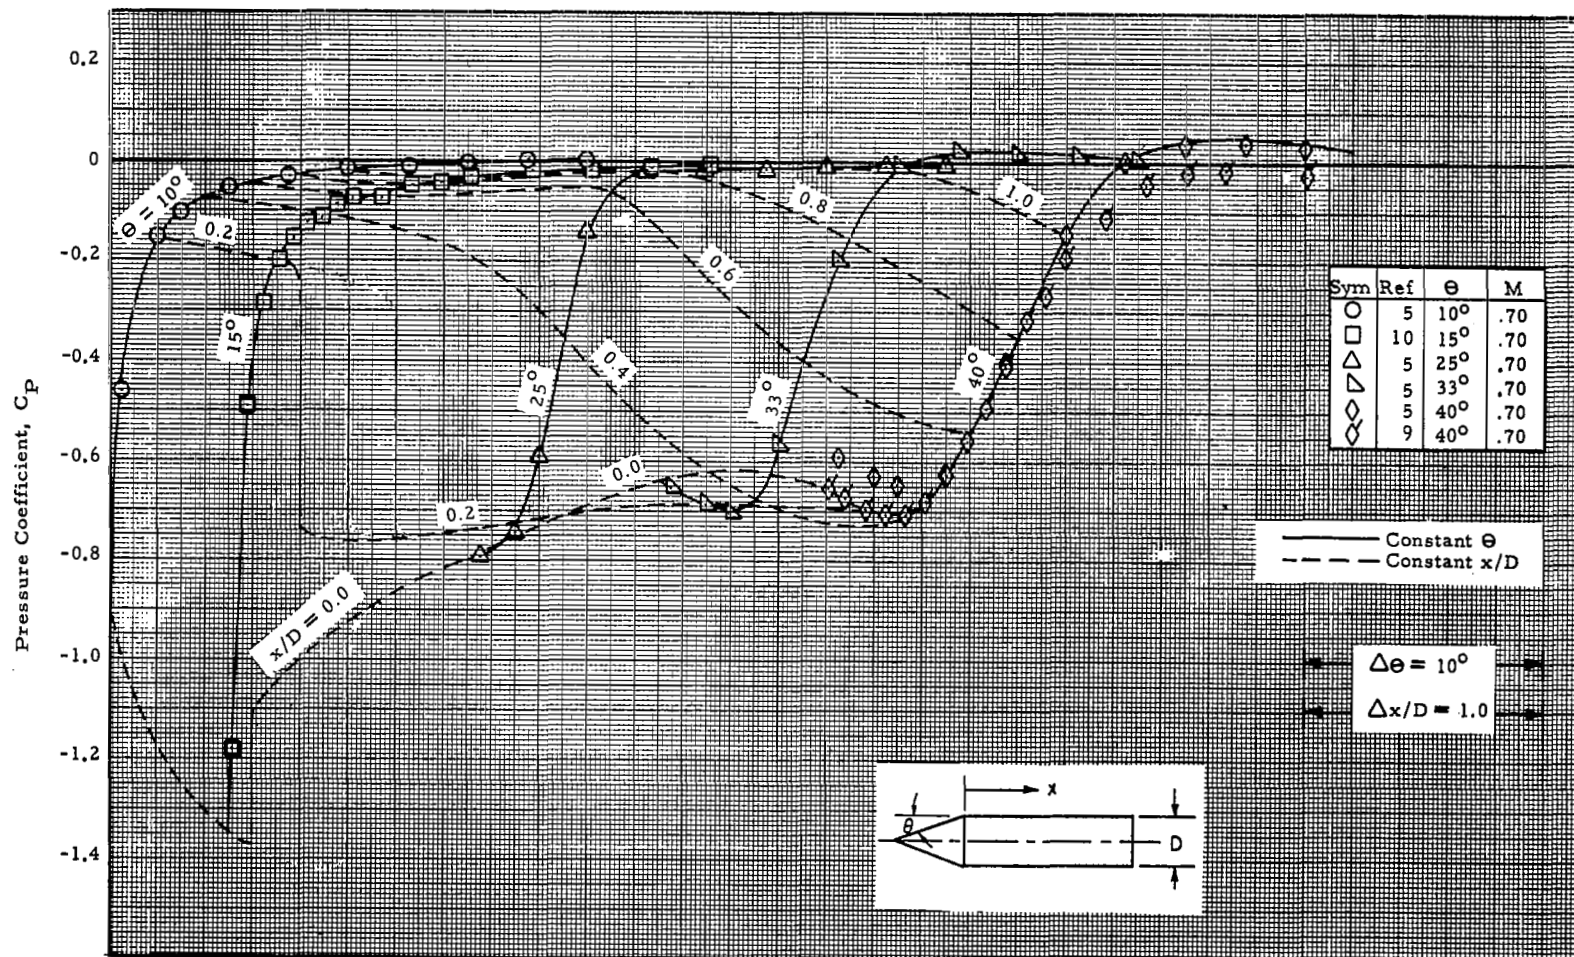 Pressure Coefficient, Cp
0.2
0
-0.2
-0.4
-0.6
-0.8
-1.0
-1.2
-1.4
Θ = 10°
0.2
15°
25°
0.4
0.6
0.8
1.0
33°
40°
0.0
0.2
x/D = 0.0
Sym Ref Θ M
5 10° .70
10 15° .70
5 25° .70
5 33° .70
5 40° .70
9 40° .70
Constant Θ
Constant x/D
ΔΘ = 10°
Δx/D = 1.0
x
θ
D